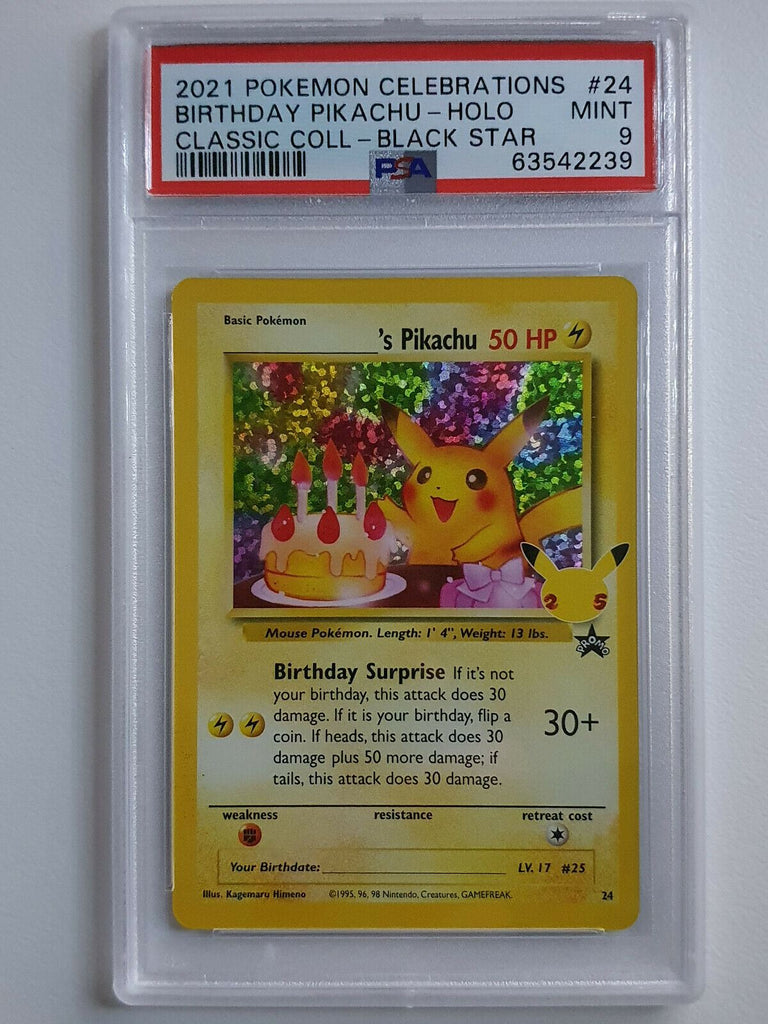 2021 POKEMON CELEBRATIONS #24
BIRTHDAY PIKACHU - HOLO MINT
CLASSIC COLL - BLACK STAR 9
PSA 63542239
Basic Pokémon
____________'s Pikachu 50 HP
25
PROMO
Mouse Pokémon. Length: 1' 4", Weight: 13 lbs.
Birthday Surprise If it's not
your birthday, this attack does 30
damage. If it is your birthday, flip a
coin. If heads, this attack does 30
damage plus 50 more damage; if
tails, this attack does 30 damage.
30+
weakness resistance retreat cost
Your Birthdate:____________ LV. 17 #25
Illus. Kagemaru Himeno ©1995, 96, 98 Nintendo, Creatures, GAMEFREAK. 24